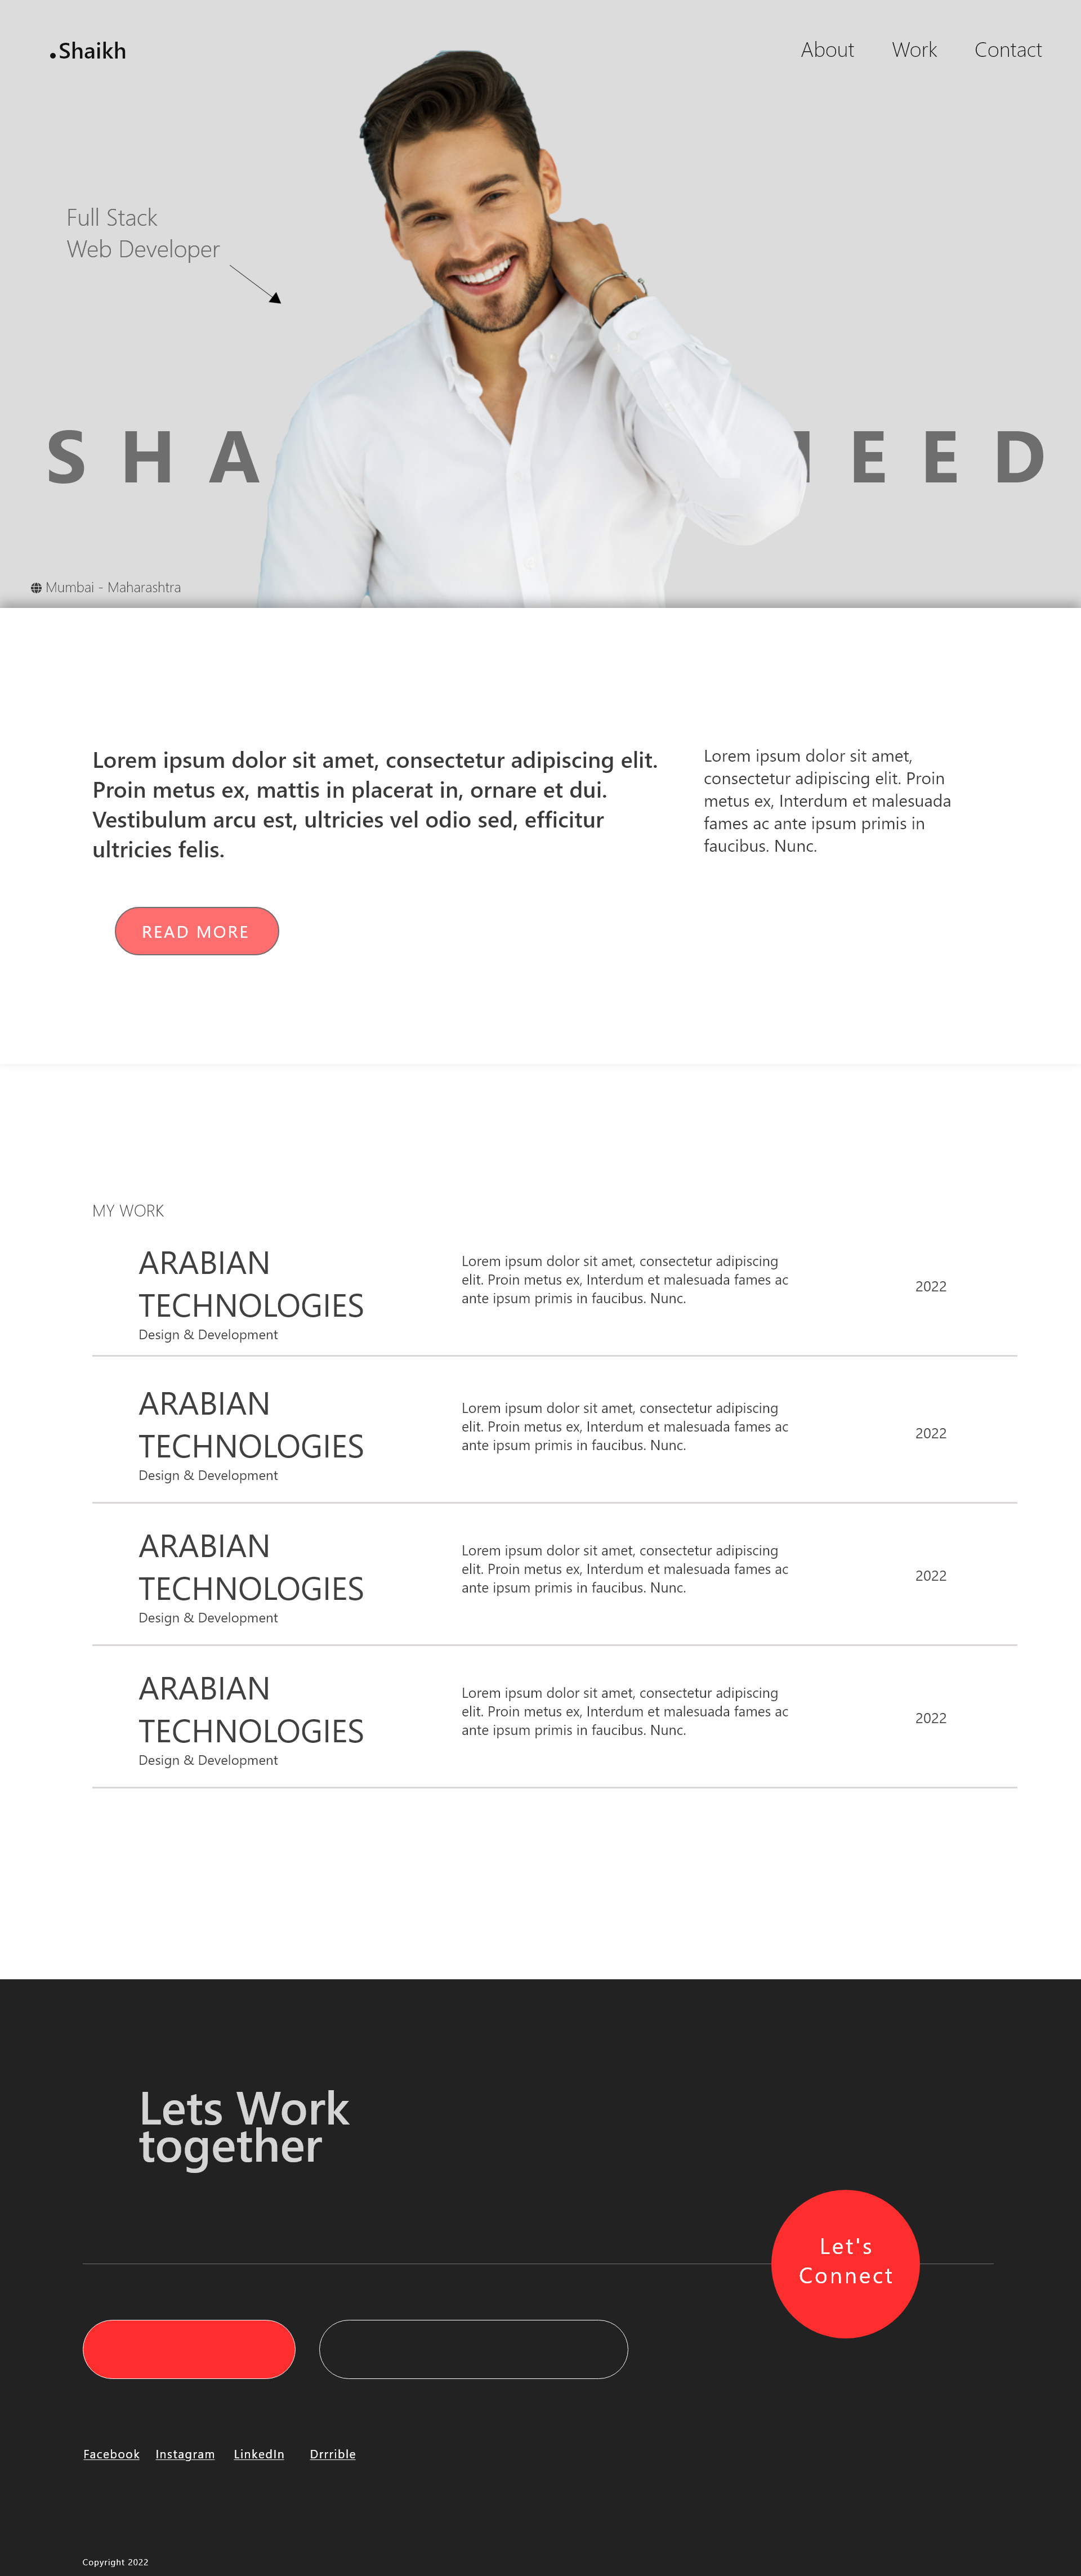 .Shaikh
About Work Contact
Full Stack
Web Developer
Mumbai - Maharashtra
Lorem ipsum dolor sit amet, consectetur adipiscing elit.
Proin metus ex, mattis in placerat in, ornare et dui.
Vestibulum arcu est, ultricies vel odio sed, efficitur
ultricies felis.
Lorem ipsum dolor sit amet,
consectetur adipiscing elit. Proin
metus ex, Interdum et malesuada
fames ac ante ipsum primis in
faucibus. Nunc.
READ MORE
MY WORK
ARABIAN
TECHNOLOGIES
Design & Development
Lorem ipsum dolor sit amet, consectetur adipiscing
elit. Proin metus ex, Interdum et malesuada fames ac
ante ipsum primis in faucibus. Nunc.
2022
ARABIAN
TECHNOLOGIES
Design & Development
Lorem ipsum dolor sit amet, consectetur adipiscing
elit. Proin metus ex, Interdum et malesuada fames ac
ante ipsum primis in faucibus. Nunc.
2022
ARABIAN
TECHNOLOGIES
Design & Development
Lorem ipsum dolor sit amet, consectetur adipiscing
elit. Proin metus ex, Interdum et malesuada fames ac
ante ipsum primis in faucibus. Nunc.
2022
ARABIAN
TECHNOLOGIES
Design & Development
Lorem ipsum dolor sit amet, consectetur adipiscing
elit. Proin metus ex, Interdum et malesuada fames ac
ante ipsum primis in faucibus. Nunc.
2022
Lets Work
together
Let's
Connect
Facebook Instagram LinkedIn Drrrible
Copyright 2022